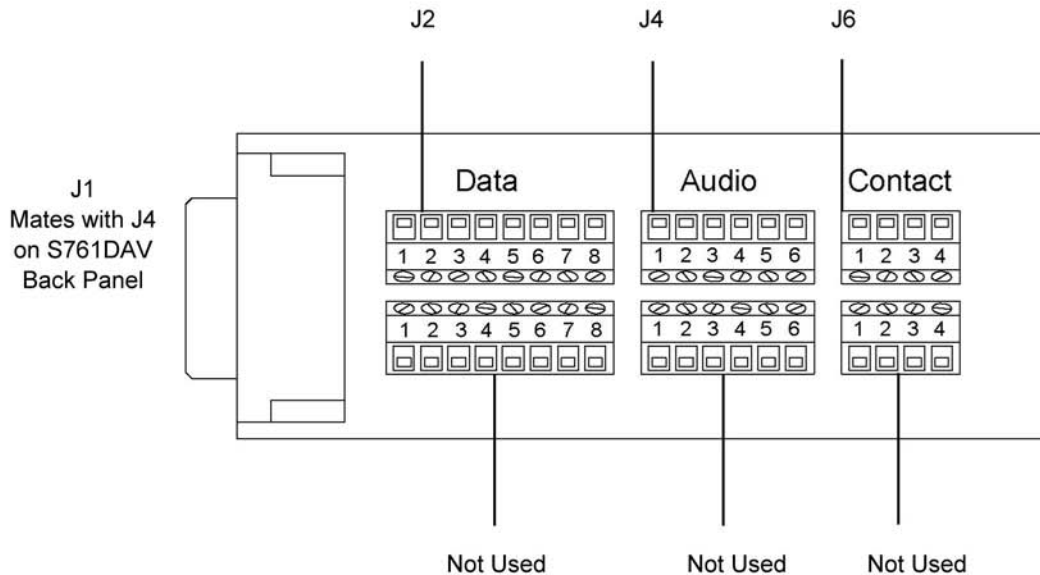 J2 J4 J6
J1
Mates with J4
on S761DAV
Back Panel
Data Audio Contact
1 2 3 4 5 6 7 8 1 2 3 4 5 6 1 2 3 4
1 2 3 4 5 6 7 8 1 2 3 4 5 6 1 2 3 4
Not Used Not Used Not Used